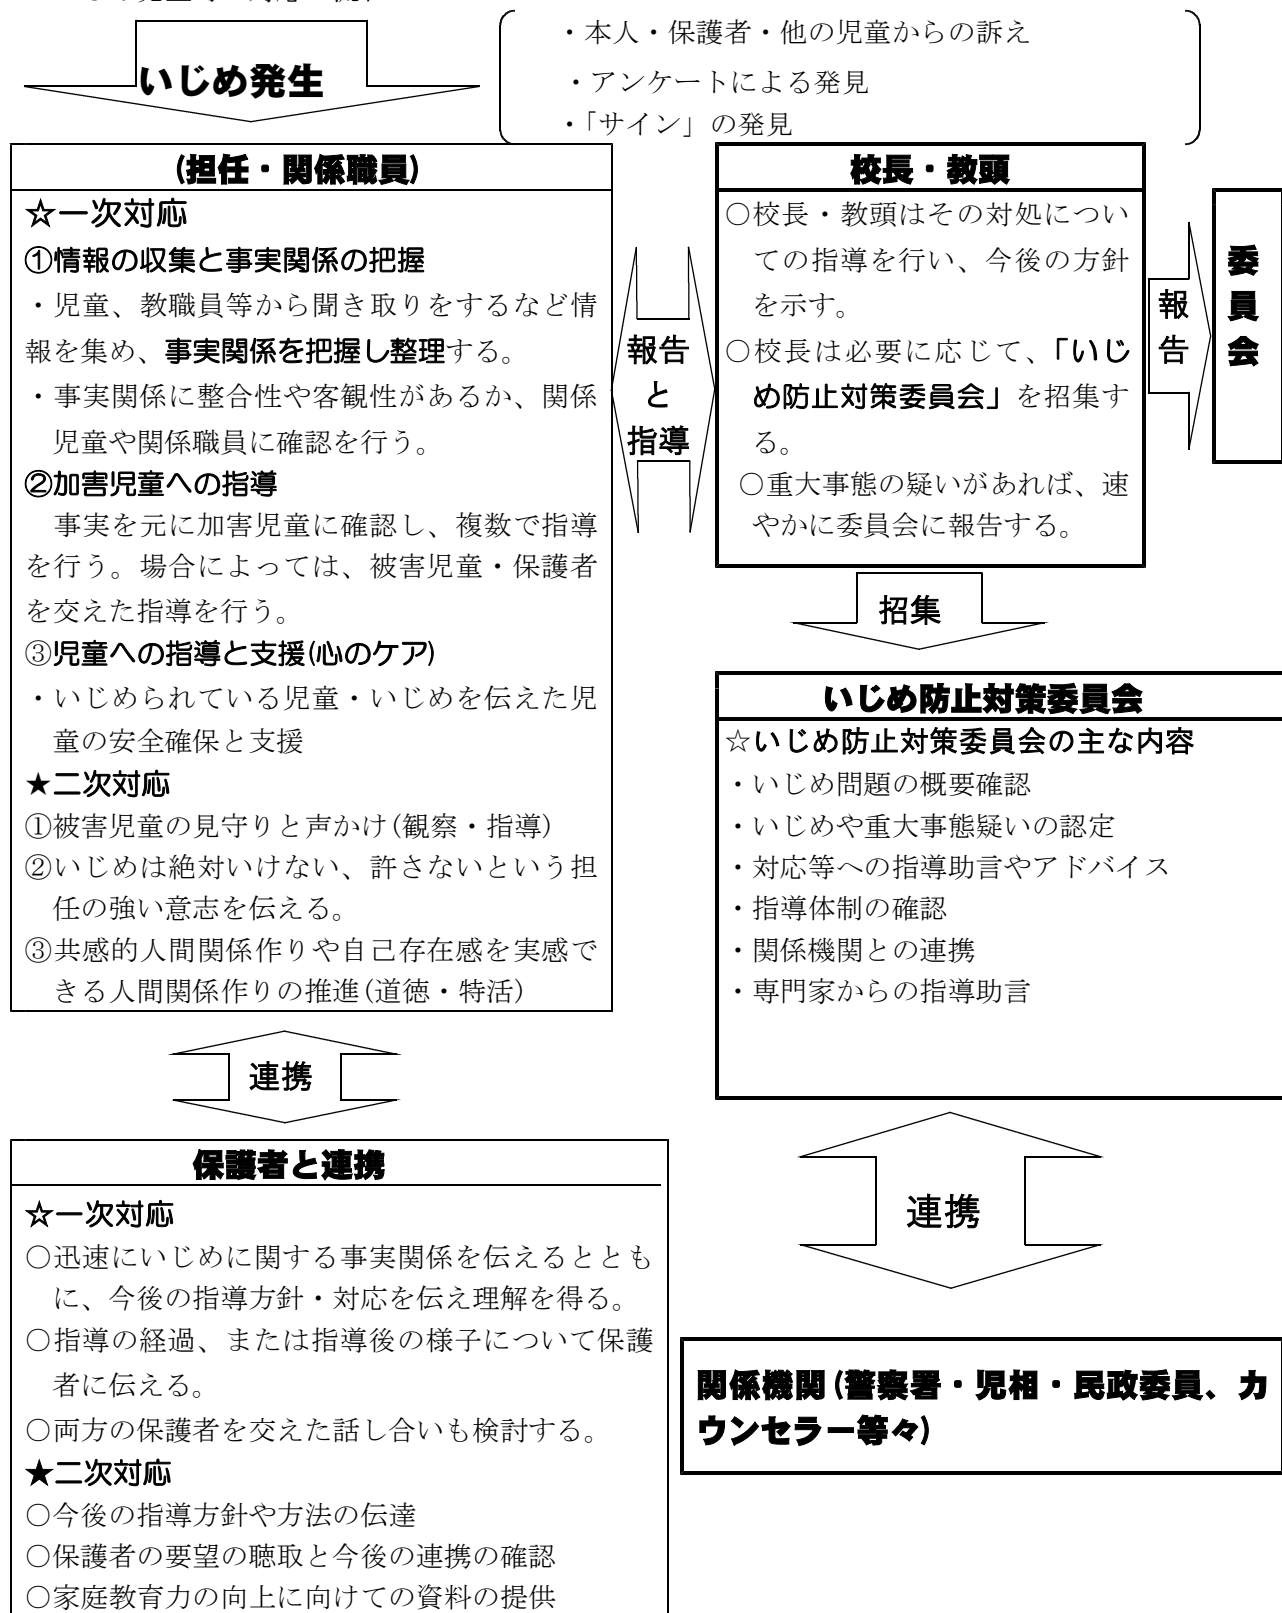 いじめ発生
・本人・保護者・他の児童からの訴え
・アンケートによる発見
・「サイン」の発見
(担任・関係職員)
☆一次対応
①情報の収集と事実関係の把握
・児童、教職員等から聞き取りをするなど情
報を集め、事実関係を把握し整理する。
・事実関係に整合性や客観性があるか、関係
児童や関係職員に確認を行う。
②加害児童への指導
事実を元に加害児童に確認し、複数で指導
を行う。場合によっては、被害児童・保護者
を交えた指導を行う。
③児童への指導と支援(心のケア)
・いじめられている児童・いじめを伝えた児
童の安全確保と支援
★二次対応
①被害児童の見守りと声かけ(観察・指導)
②いじめは絶対いけない、許さないという担
任の強い意志を伝える。
③共感的人間関係作りや自己存在感を実感で
きる人間関係作りの推進(道徳・特活)
報告
と
指導
校長・教頭
○校長・教頭はその対処につい
ての指導を行い、今後の方針
を示す。
○校長は必要に応じて、「いじ
め防止対策委員会」を招集す
る。
○重大事態の疑いがあれば、速
やかに委員会に報告する。
報
告
委
員
会
招集
いじめ防止対策委員会
☆いじめ防止対策委員会の主な内容
・いじめ問題の概要確認
・いじめや重大事態疑いの認定
・対応等への指導助言やアドバイス
・指導体制の確認
・関係機関との連携
・専門家からの指導助言
連携
保護者と連携
☆一次対応
○迅速にいじめに関する事実関係を伝えるととも
に、今後の指導方針・対応を伝え理解を得る。
○指導の経過、または指導後の様子について保護
者に伝える。
○両方の保護者を交えた話し合いも検討する。
★二次対応
○今後の指導方針や方法の伝達
○保護者の要望の聴取と今後の連携の確認
○家庭教育力の向上に向けての資料の提供
連携
関係機関(警察署・児相・民政委員、カ
ウンセラー等々)